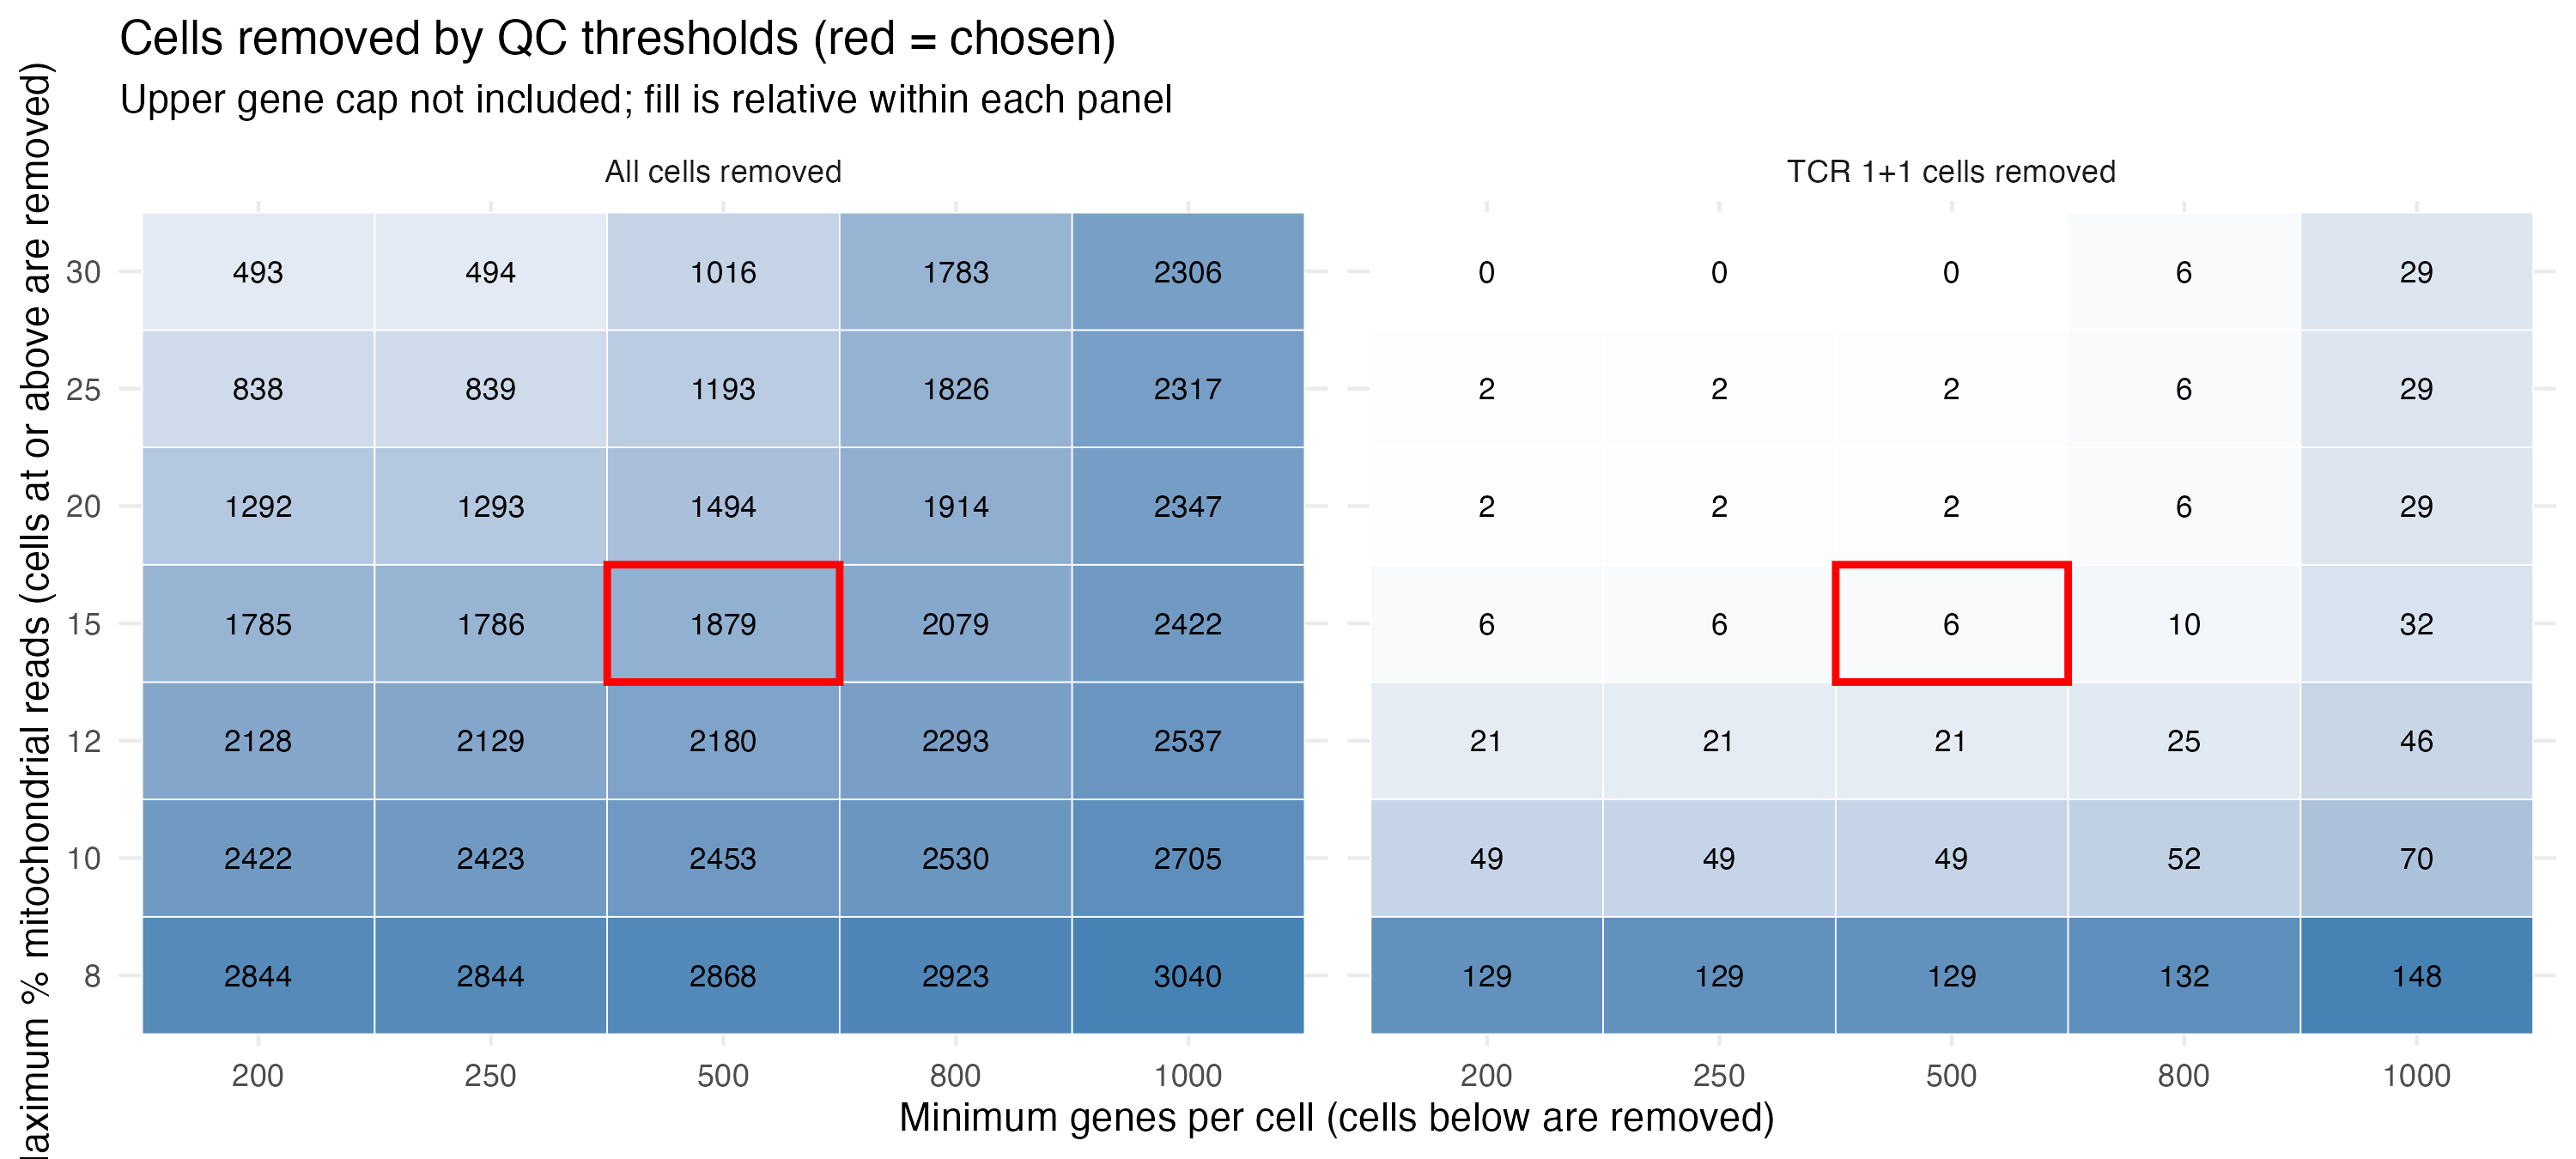 Cells removed by QC thresholds (red = chosen)
Upper gene cap not included; fill is relative within each panel
laximum % mitochondrial reads (cells at or above are removed)
All cells removed
TCR 1+1 cells removed
30 493 494 1016 1783 2306 0 0 0 6 29
25 838 839 1193 1826 2317 2 2 2 6 29
20 1292 1293 1494 1914 2347 2 2 2 6 29
15 1785 1786 1879 2079 2422 6 6 6 10 32
12 2128 2129 2180 2293 2537 21 21 21 25 46
10 2422 2423 2453 2530 2705 49 49 49 52 70
8 2844 2844 2868 2923 3040 129 129 129 132 148
200 250 500 800 1000 200 250 500 800 1000
Minimum genes per cell (cells below are removed)